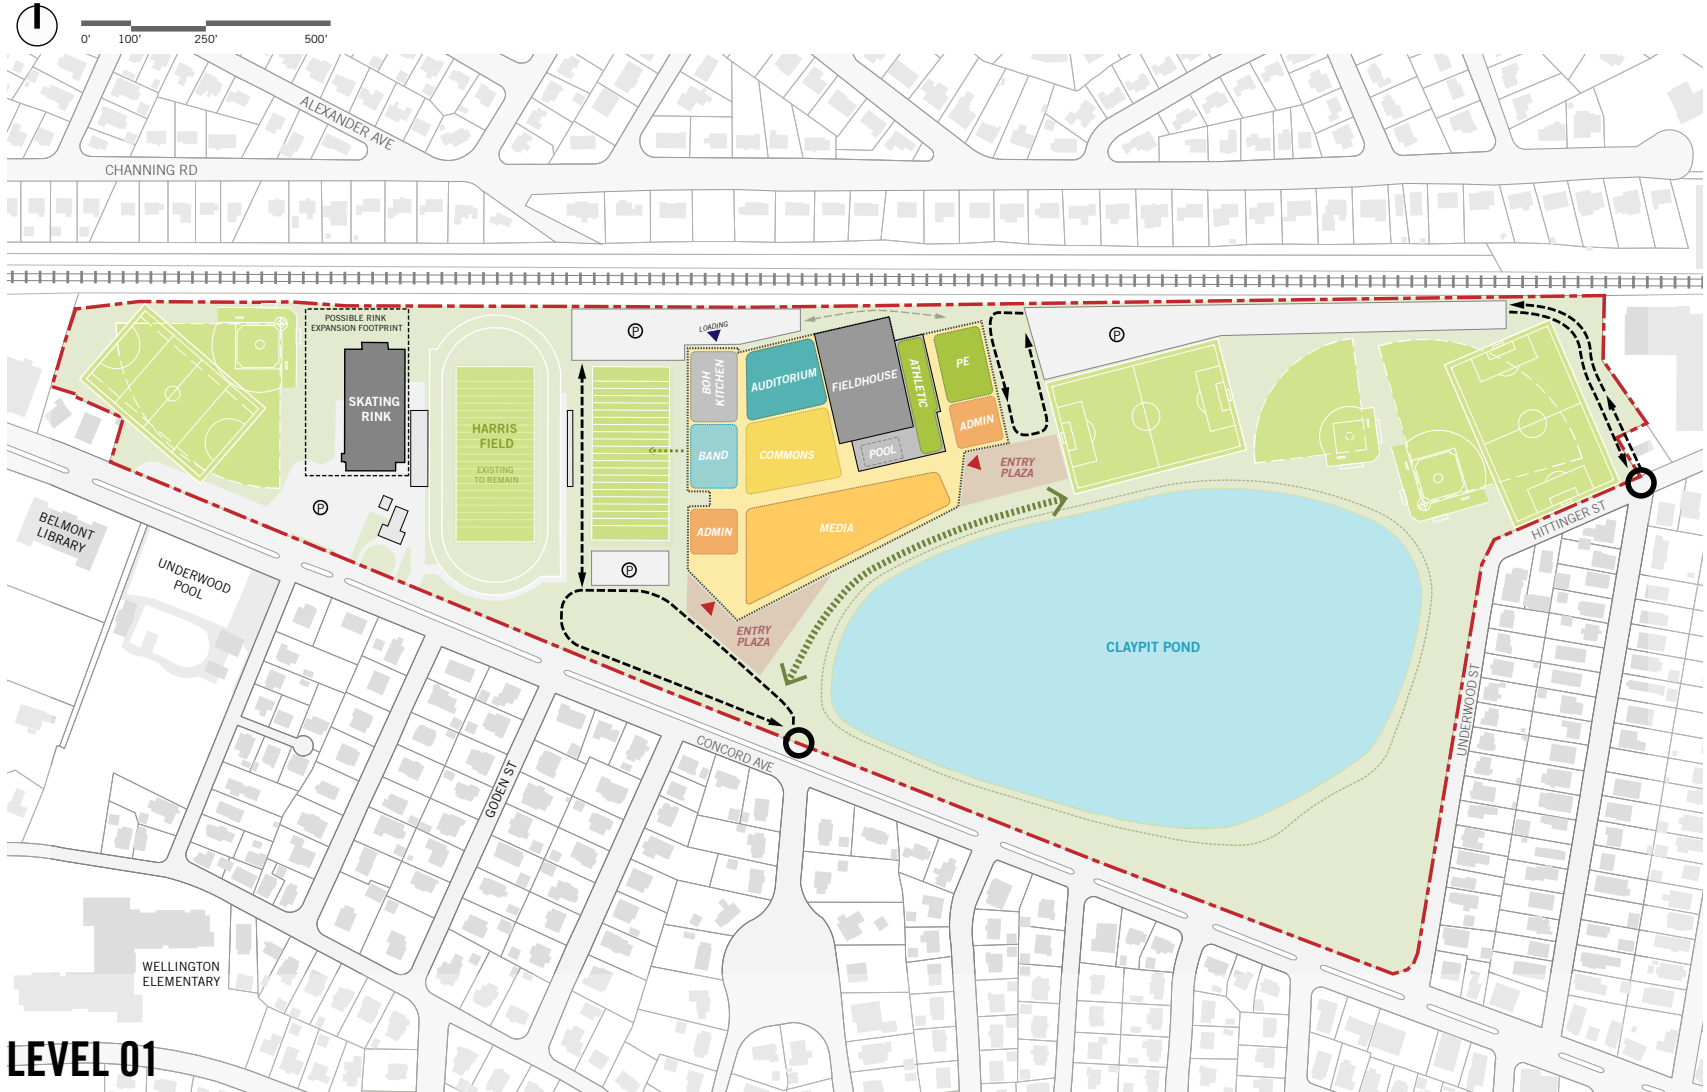 0' 100' 250' 500'
ALEXANDER AVE
CHANNING RD
POSSIBLE RINK
EXPANSION FOOTPRINT
P
LOADING
P
SKATING
RINK
BOH
KITCHEN
AUDITORIUM
FIELDHOUSE
ATHLETIC
PE
ADMIN
HARRIS
FIELD
EXISTING
TO REMAIN
BAND
COMMONS
POOL
ENTRY
PLAZA
P
ADMIN
MEDIA
P
ENTRY
PLAZA
HITTINGER ST
BELMONT
LIBRARY
UNDERWOOD
POOL
CLAYPIT POND
UNDERWOOD ST
CONCORD AVE
GODEN ST
WELLINGTON
ELEMENTARY
LEVEL 01